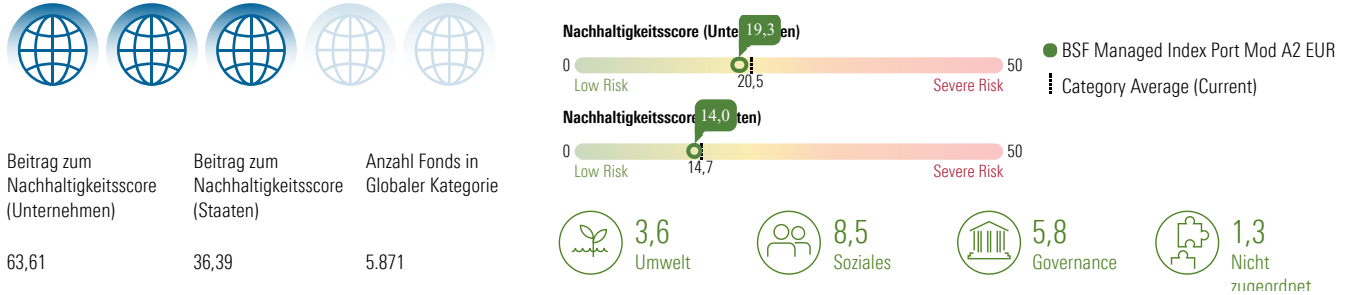 Beitrag zum
Nachhaltigkeitsscore
(Unternehmen)
63,61
Beitrag zum
Nachhaltigkeitsscore
(Staaten)
36,39
Anzahl Fonds in
Globaler Kategorie
5.871
Nachhaltigkeitsscore (Unte en)
19,3
0
50
Low Risk
20,5
Severe Risk
Nachhaltigkeitsscore ten)
14,0
0
50
Low Risk
14,7
Severe Risk
BSF Managed Index Port Mod A2 EUR
Category Average (Current)
3,6
Umwelt
8,5
Soziales
5,8
Governance
1,3
Nicht
zugeordnet